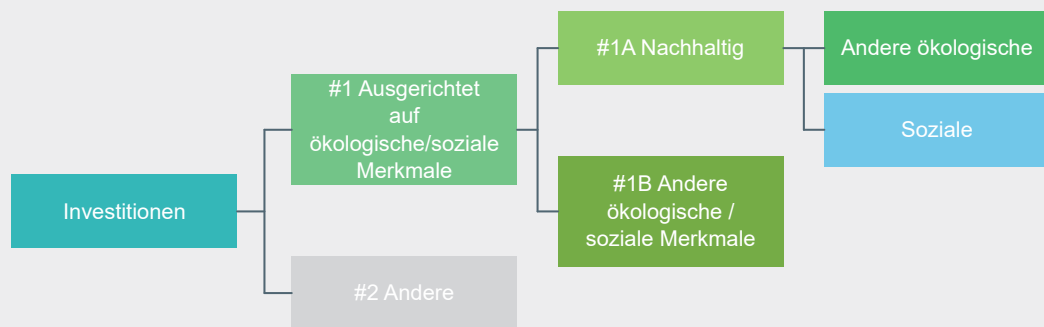 Investitionen
#1 Ausgerichtet
auf
ökologische/soziale
Merkmale
#2 Andere
#1A Nachhaltig
#1B Andere
ökologische /
soziale Merkmale
Andere ökologische
Soziale